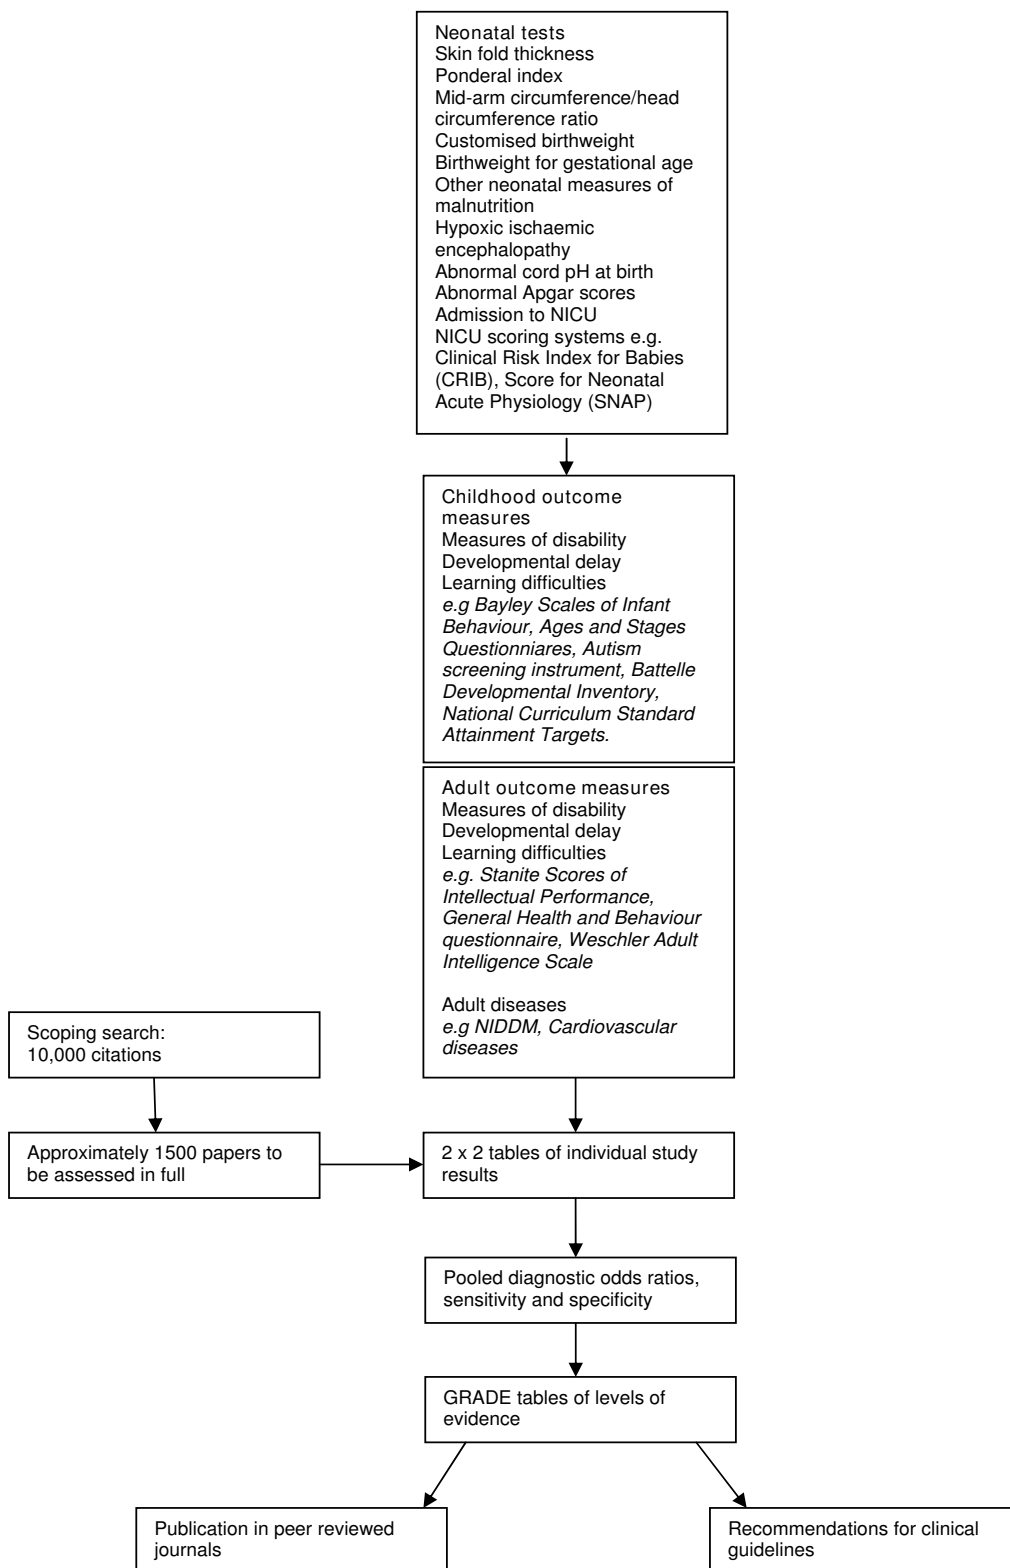 Neonatal tests
Skin fold thickness
Ponderal index
Mid-arm circumference/head
circumference ratio
Customised birthweight
Birthweight for gestational age
Other neonatal measures of
malnutrition
Hypoxic ischaemic
encephalopathy
Abnormal cord pH at birth
Abnormal Apgar scores
Admission to NICU
NICU scoring systems e.g.
Clinical Risk Index for Babies
(CRIB), Score for Neonatal
Acute Physiology (SNAP)
Childhood outcome
measures
Measures of disability
Developmental delay
Learning difficulties
e.g Bayley Scales of Infant
Behaviour, Ages and Stages
Questionniares, Autism
screening instrument, Battelle
Developmental Inventory,
National Curriculum Standard
Attainment Targets.
Adult outcome measures
Measures of disability
Developmental delay
Learning difficulties
e.g. Stanite Scores of
Intellectual Performance,
General Health and Behaviour
questionnaire, Weschler Adult
Intelligence Scale
Adult diseases
e.g NIDDM, Cardiovascular
diseases
Scoping search:
10,000 citations
Approximately 1500 papers to
be assessed in full
2 x 2 tables of individual study
results
Pooled diagnostic odds ratios,
sensitivity and specificity
GRADE tables of levels of
evidence
Publication in peer reviewed
journals
Recommendations for clinical
guidelines